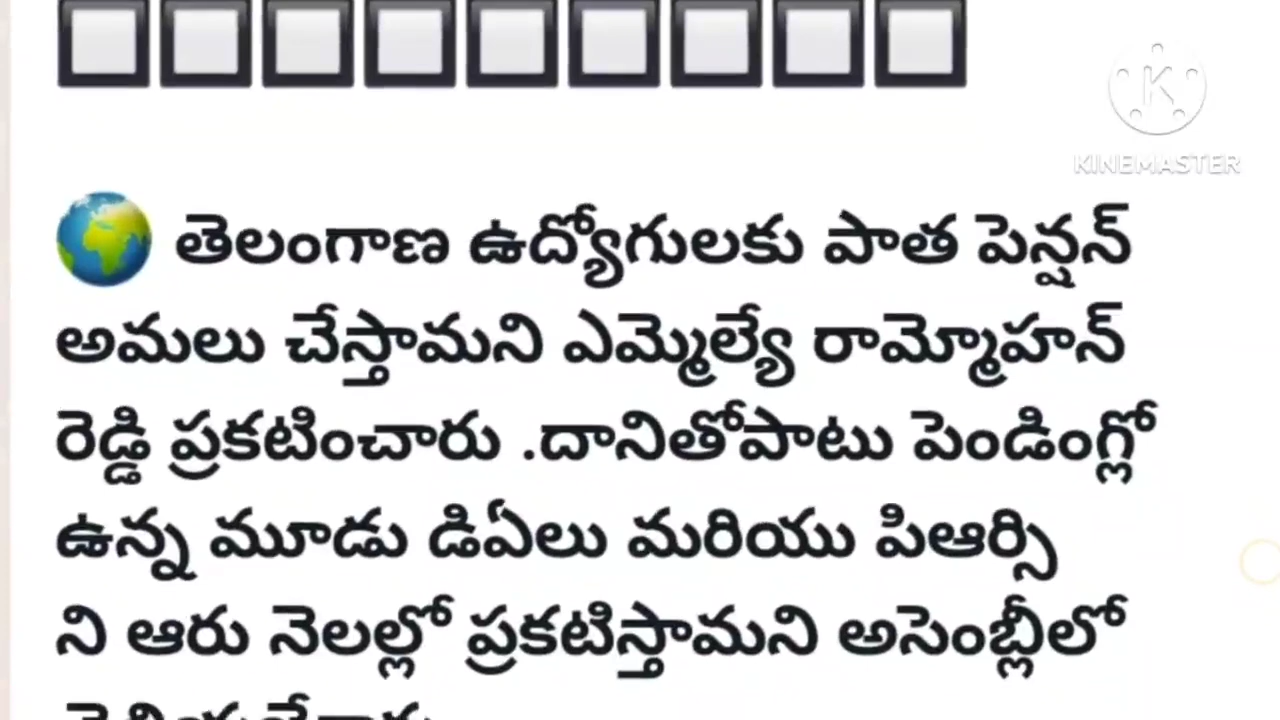 KINEMASTER
తెలంగాణ ఉద్యోగులకు పాత పెన్షన్
అమలు చేస్తామని ఎమ్మెల్యే రామ్మోహన్
రెడ్డి ప్రకటించారు .దానితోపాటు పెండింగ్లో
ఉన్న మూడు డిఏలు మరియు పిఆర్సి
ని ఆరు నెలల్లో ప్రకటిస్తామని అసెంబ్లీలో